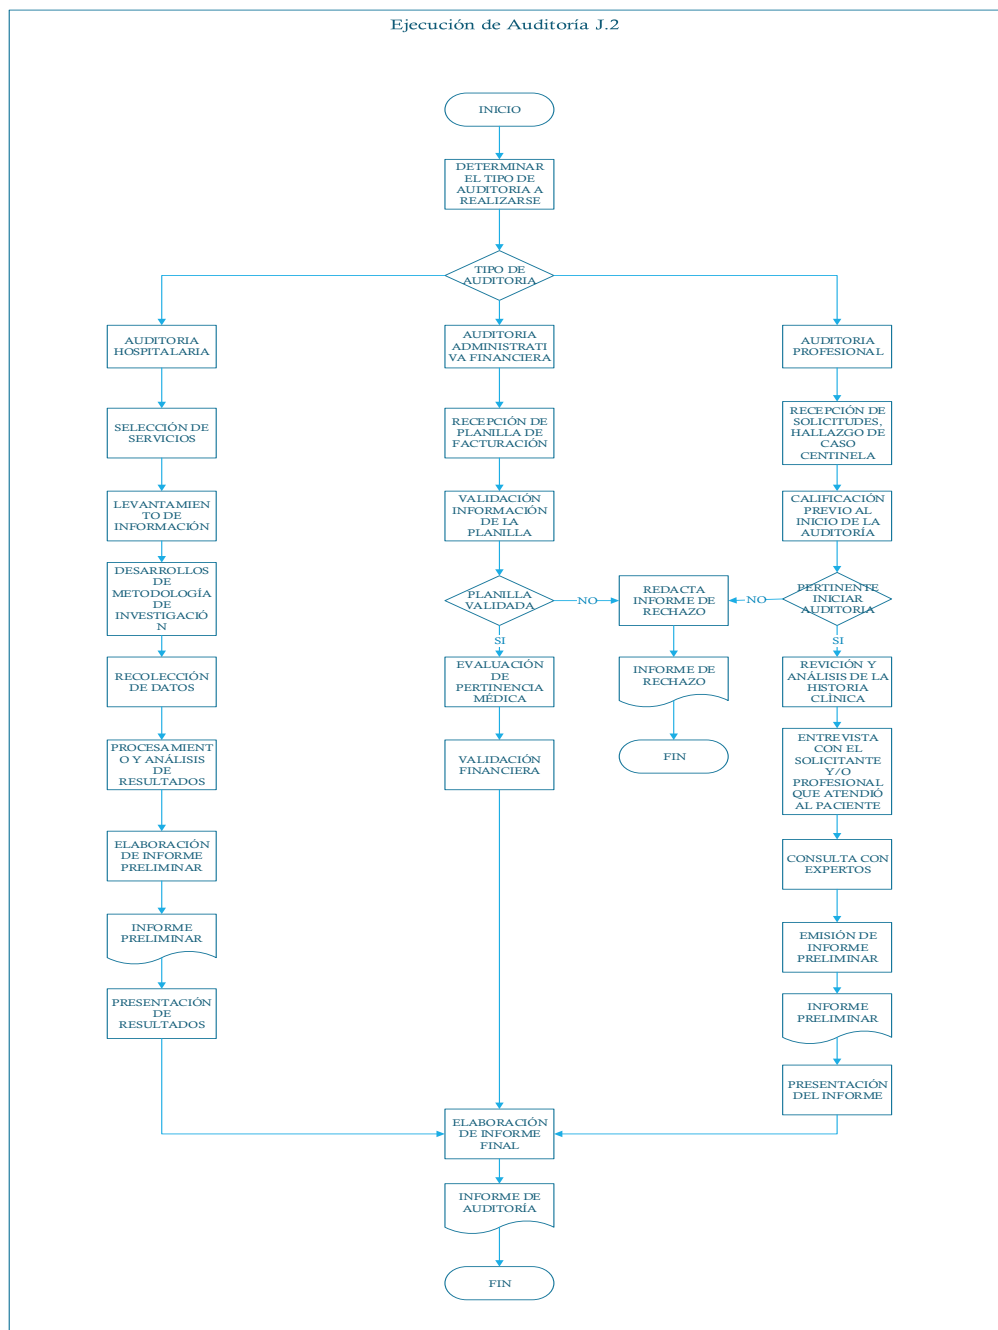 Ejecución de Auditoría J.2
INICIO
DETERMINAR
EL TIPO DE
AUDITORIA A
REALIZARSE
TIPO DE
AUDITORIA
AUDITORIA
HOSPITALARIA
SELECCIÓN DE
SERVICIOS
LEVANTAMIEN
TO DE
INFORMACIÓN
DESARROLLOS
DE
METODOLOGÍA
DE
INVESTIGACIÓ
N
RECOLECCIÓN
DE DATOS
PROCESAMIENT
O Y ANÁLISIS
DE
RESULTADOS
ELABORACIÓN
DE INFORME
PRELIMINAR
INFORME
PRELIMINAR
PRESENTACIÓN
DE
RESULTADOS
AUDITORIA
ADMINISTRATI
VA FINANCIERA
RECEPCIÓN DE
PLANILLA DE
FACTURACIÓN
VALIDACIÓN
INFORMACIÓN
DE LA
PLANILLA
PLANILLA
VALIDADA
NO
SI
EVALUACIÓN
DE
PERTINENCIA
MÉDICA
VALIDACIÓN
FINANCIERA
REDACTA
INFORME DE
RECHAZO
INFORME DE
RECHAZO
FIN
AUDITORIA
PROFESIONAL
RECEPCIÓN DE
SOLICITUDES,
HALLAZGO DE
CASO
CENTINELA
CALIFICACIÓN
PREVIO AL
INICIO DE LA
AUDITORÍA
PERTINENTE
INICIAR
AUDITORIA
NO
SI
REVICIÓN Y
ANÁLISIS DE LA
HISTORIA
CLÌNICA
ENTREVISTA
CON EL
SOLICITANTE
Y/O
PROFESIONAL
QUE ATENDIÓ
AL PACIENTE
CONSULTA CON
EXPERTOS
EMISIÓN DE
INFORME
PRELIMINAR
INFORME
PRELIMINAR
PRESENTACIÓN
DEL INFORME
ELABORACIÓN
DE INFORME
FINAL
INFORME DE
AUDITORÍA
FIN